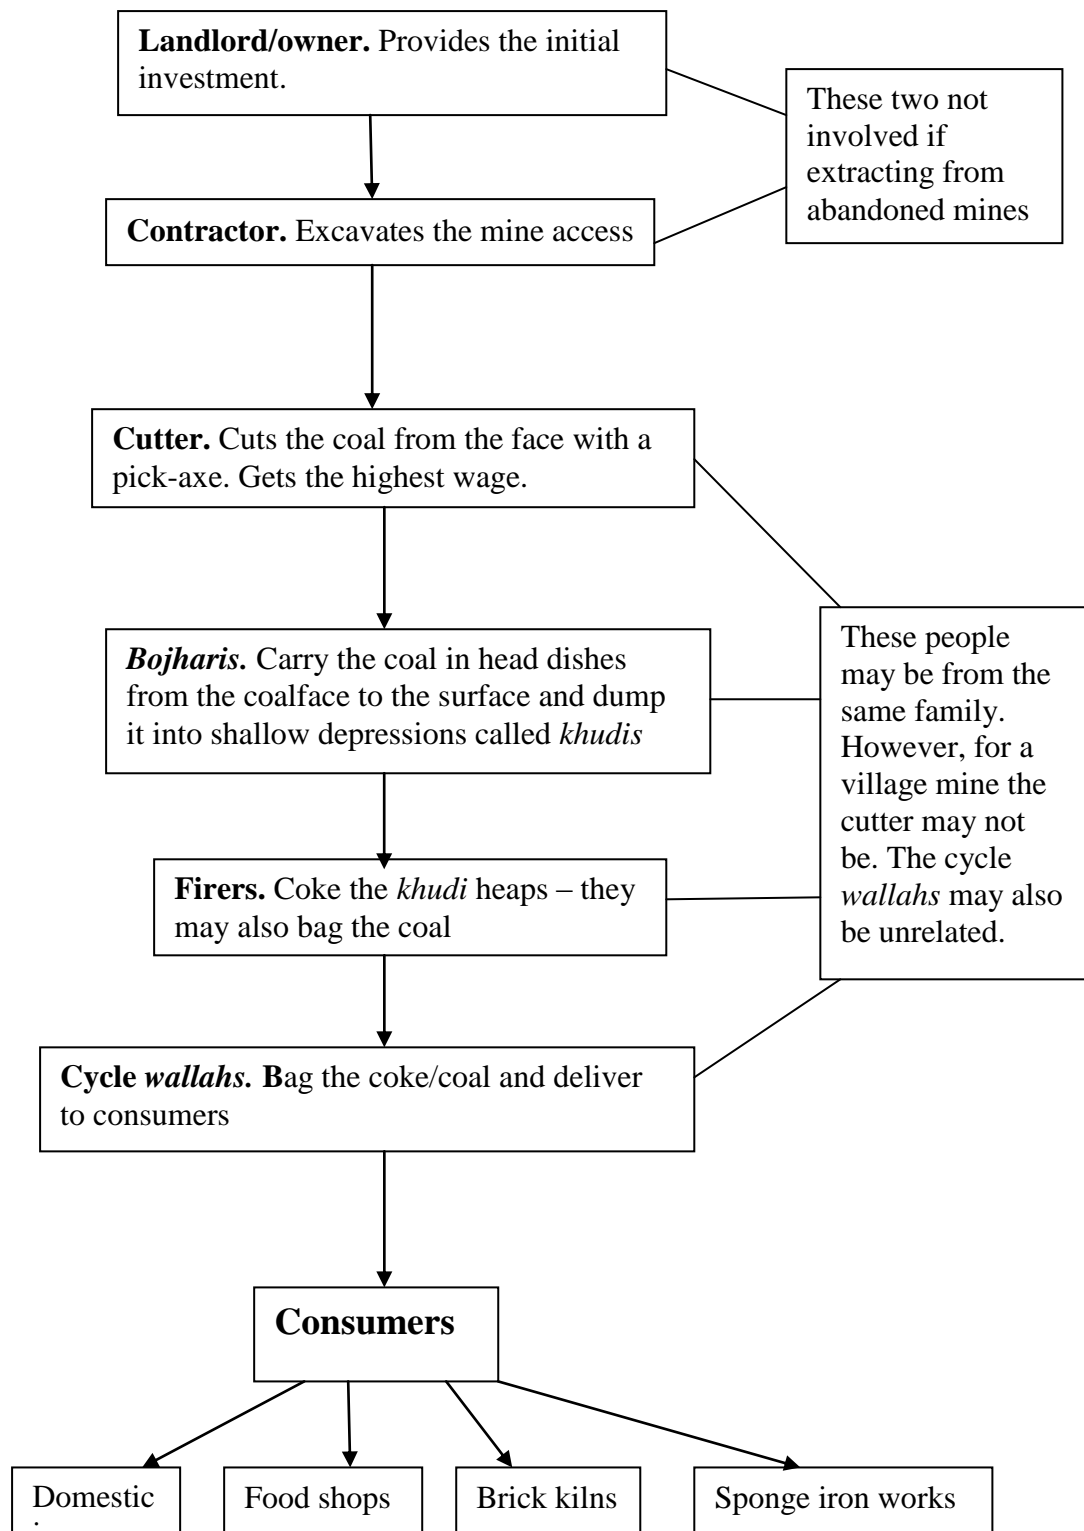 Landlord/owner. Provides the initial
investment.
These two not
involved if
extracting from
abandoned mines
Contractor. Excavates the mine access
Cutter. Cuts the coal from the face with a
pick-axe. Gets the highest wage.
Bojharis. Carry the coal in head dishes
from the coalface to the surface and dump
it into shallow depressions called khudis
These people
may be from the
same family.
However, for a
village mine the
cutter may not
be. The cycle
wallahs may also
be unrelated.
Firers. Coke the khudi heaps – they
may also bag the coal
Cycle wallahs. Bag the coke/coal and deliver
to consumers
Consumers
Domestic
Food shops
Brick kilns
Sponge iron works